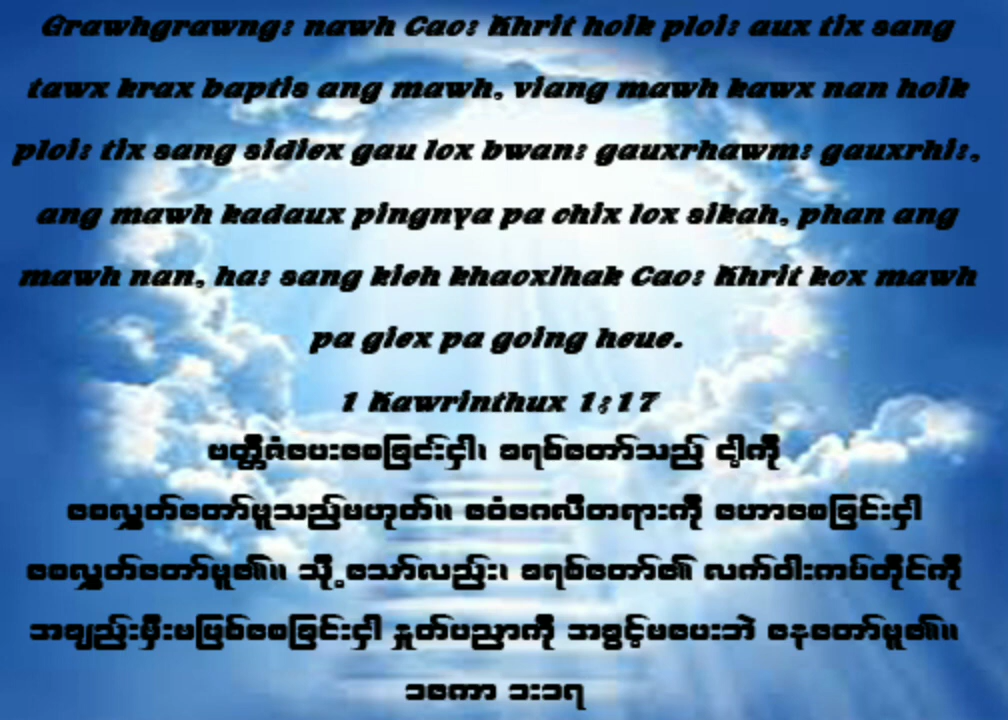 Grawhgrawng: nawh Cao: Khrit hoik ploi: aux tix sang
tawx krax baptis ang mawh, viang mawh kawx nan hoik
ploi: tix sang sidiex gau lox bwan: gauxrhawm: gauxrhi:,
ang mawh kadaux pingnya pa chix lox sikah, phan ang
mawh nan, ha: sang kieh khaoxlhak Cao: Khrit kox mawh
pa giex pa going heue.
1 Kawrinthux 1:17
ဗတ္တိဇံပေးစေခြင်းငှါ၊ ခရစ်တော်သည် ငါ့ကို
စေလွှတ်တော်မူသည်မဟုတ်။ ဧဝံဂေလိတရားကို ဟောစေခြင်းငှါ
စေလွှတ်တော်မူ၏။ သို့သော်လည်း၊ ခရစ်တော်၏ လက်ဝါးကပ်တိုင်ကို
အချည်းနှီးမဖြစ်စေခြင်းငှါ နှုတ်ပညာကို အခွင့်မပေးဘဲ နေတော်မူ၏။
၁ကော ၁:၁၇